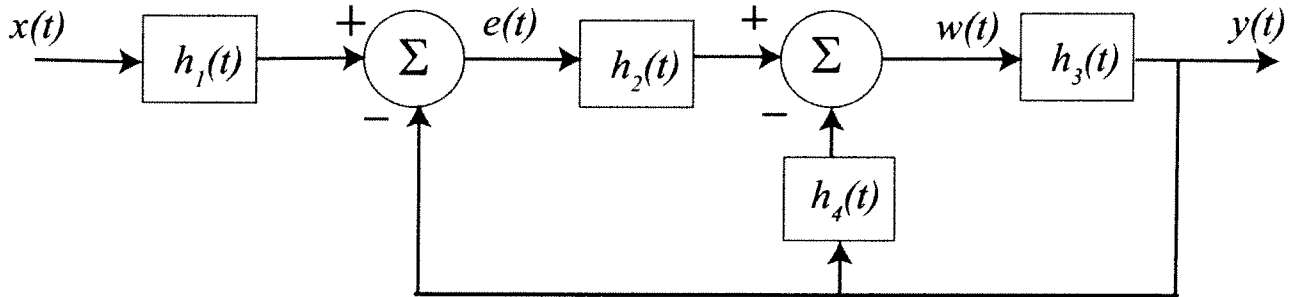 x(t) h₁(t) + Σ − e(t) h₂(t) + Σ − w(t) h₃(t) y(t)
h₄(t)